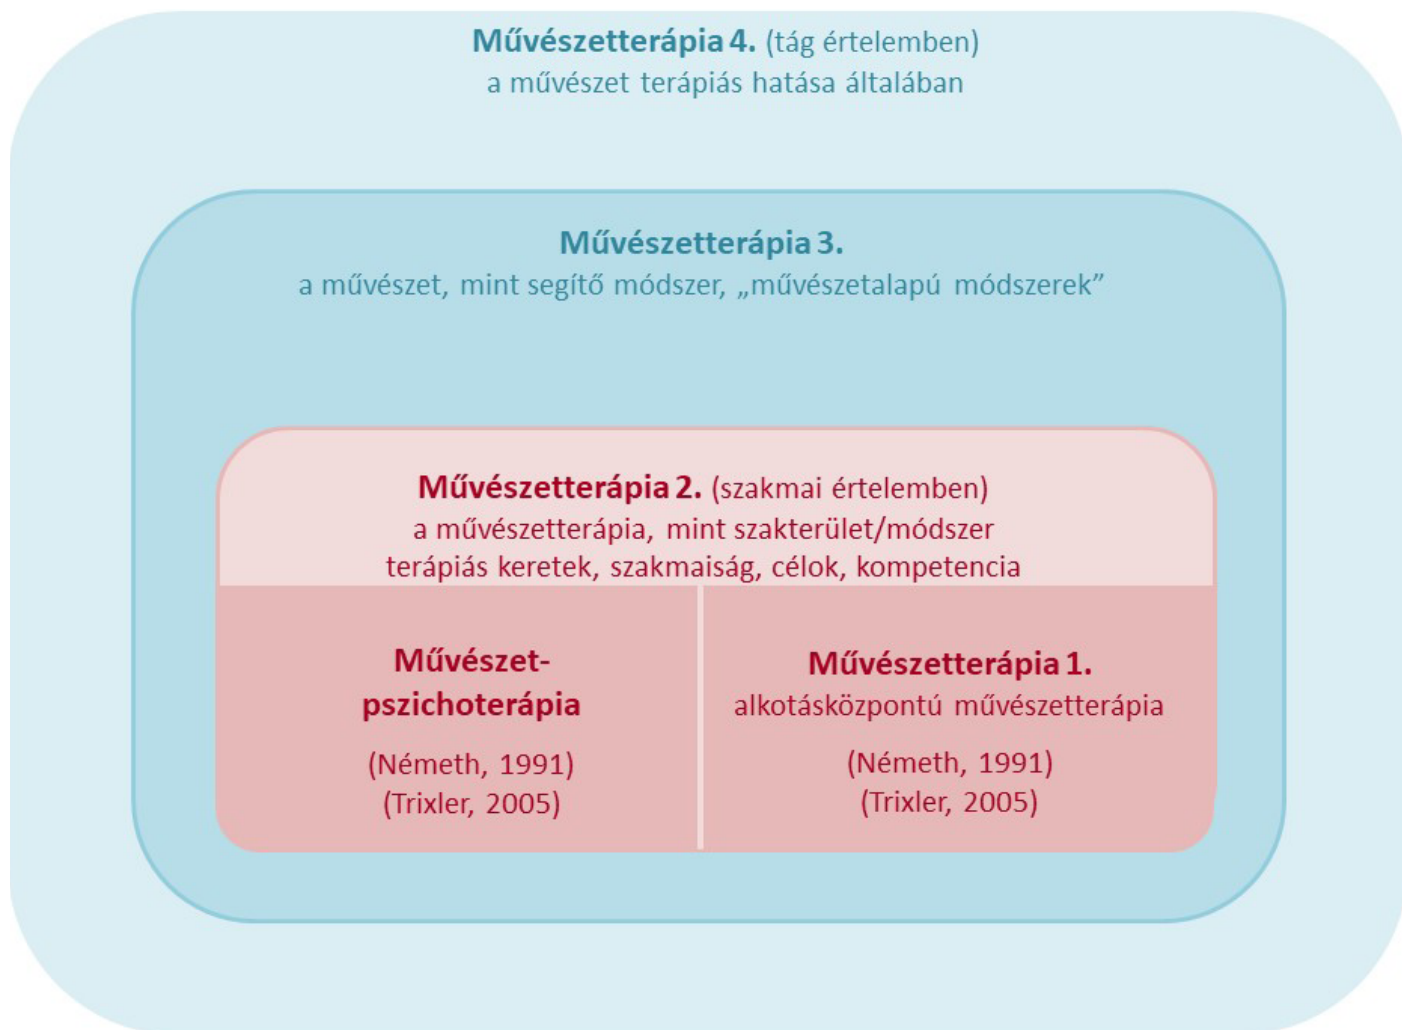 Művészetterápia 4. (tág értelemben)
a művészet terápiás hatása általában
Művészetterápia 3.
a művészet, mint segítő módszer, „művészetalapú módszerek”
Művészetterápia 2. (szakmai értelemben)
a művészetterápia, mint szakterület/módszer
terápiás keretek, szakmaiság, célok, kompetencia
Művészet-
pszichoterápia
(Németh, 1991)
(Trixler, 2005)
Művészetterápia 1.
alkotásközpontú művészetterápia
(Németh, 1991)
(Trixler, 2005)